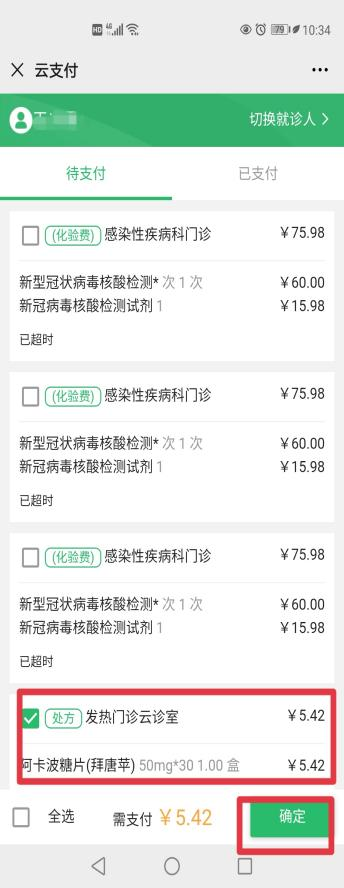 HD 4G 79 10:34
云支付
切换就诊人
待支付 已支付
(化验费) 感染性疾病科门诊 ￥75.98
新型冠状病毒核酸检测* 次 1 次 ￥60.00
新冠病毒核酸检测试剂 1 ￥15.98
已超时
(化验费) 感染性疾病科门诊 ￥75.98
新型冠状病毒核酸检测* 次 1 次 ￥60.00
新冠病毒核酸检测试剂 1 ￥15.98
已超时
(化验费) 感染性疾病科门诊 ￥75.98
新型冠状病毒核酸检测* 次 1 次 ￥60.00
新冠病毒核酸检测试剂 1 ￥15.98
已超时
处方 发热门诊云诊室 ￥5.42
阿卡波糖片(拜唐苹) 50mg*30 1.00 盒 ￥5.42
全选 需支付 ￥5.42 确定